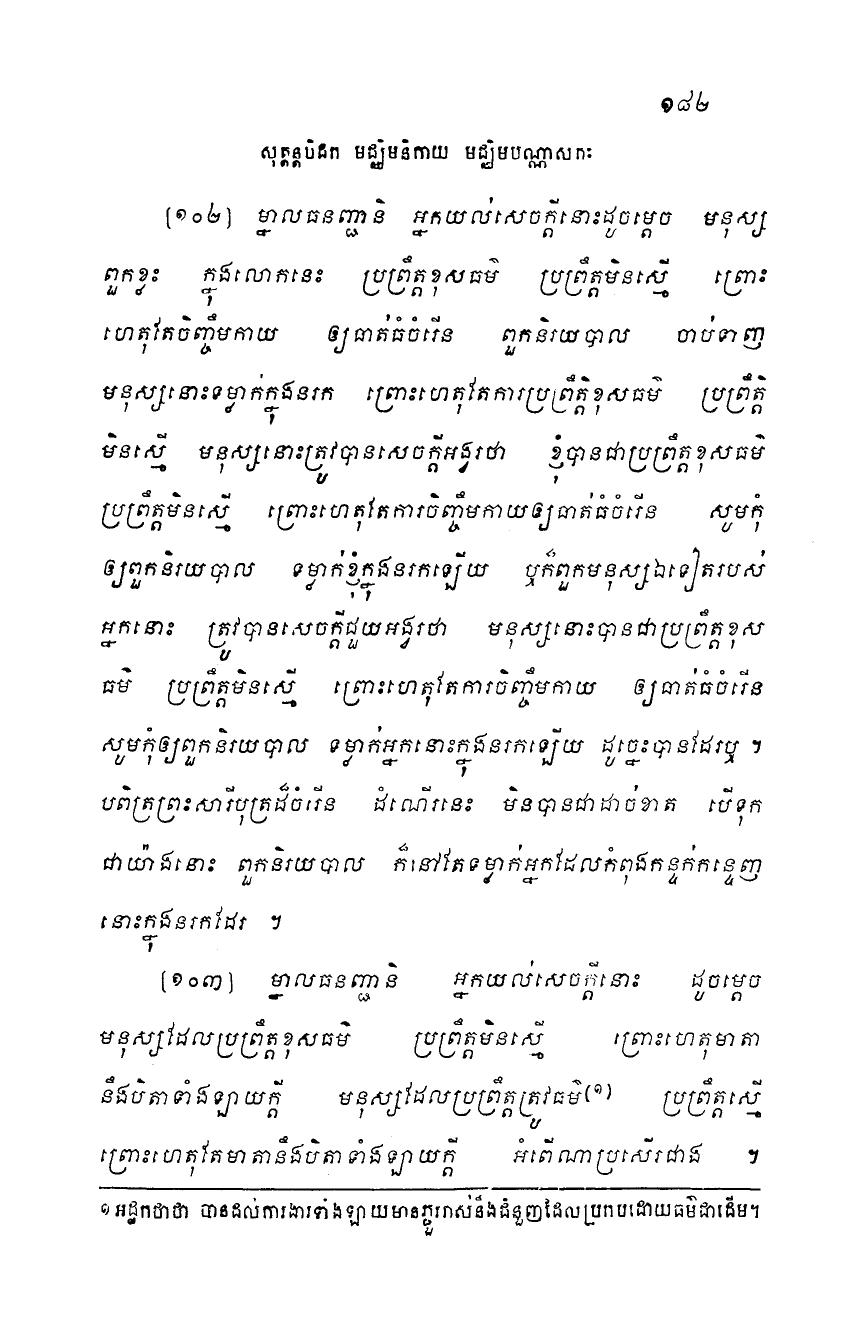 ១៨២
សុត្តន្តបិដក មជ្ឈិមនិកាយ មជ្ឈិមបណ្ណាសកៈ
[១០២] ម្នាលធនញ្ជានិ អ្នកយល់សេចក្តីនោះដូចម្តេច មនុស្ស
ពួកខ្លះ ក្នុងលោកនេះ ប្រព្រឹត្តខុសធម៌ ប្រព្រឹត្តមិនស្មើ ព្រោះ
ហេតុតែចិញ្ចឹមកាយ ឲ្យធាត់ធំចំរើន ពួកនិរយបាល ចាប់ទាញ
មនុស្សនោះទម្លាក់ក្នុងនរក ព្រោះហេតុតែការប្រព្រឹត្តិខុសធម៌ ប្រព្រឹត្តិ
មិនស្មើ មនុស្សនោះត្រូវបានសេចក្តីអង្វរថា ខ្ញុំបានជាប្រព្រឹត្តខុសធម៌
ប្រព្រឹត្តមិនស្មើ ព្រោះហេតុតែការចិញ្ចឹមកាយឲ្យធាត់ធំចំរើន សូមកុំ
ឲ្យពួកនិរយបាល ទម្លាក់ខ្ញុំក្នុងនរកឡើយ ឬក៏ពួកមនុស្សឯទៀតរបស់
អ្នកនោះ ត្រូវបានសេចក្តីជួយអង្វរថា មនុស្សនោះបានជាប្រព្រឹត្តខុស
ធម៌ ប្រព្រឹត្តមិនស្មើ ព្រោះហេតុតែការចិញ្ចឹមកាយ ឲ្យធាត់ធំចំរើន
សូមកុំឲ្យពួកនិរយបាល ទម្លាក់អ្នកនោះក្នុងនរកឡើយ ដូច្នេះបានដែរឬ ។
បពិត្រព្រះសារីបុត្រដ៏ចំរើន ដំណើរនេះ មិនបានជាដាច់ខាត បើទុក
ជាយ៉ាងនោះ ពួកនិរយបាល ក៏នៅតែទម្លាក់អ្នកដែលកំពុងកន្ទក់កន្ទេញ
នោះក្នុងនរកដែរ ។
[១០៣] ម្នាលធនញ្ជានិ អ្នកយល់សេចក្តីនោះ ដូចម្តេច
មនុស្សដែលប្រព្រឹត្តខុសធម៌ ប្រព្រឹត្តមិនស្មើ ព្រោះហេតុមាតា
នឹងបិតាទាំងឡាយក្តី មនុស្សដែលប្រព្រឹត្តត្រូវធម៌(១) ប្រព្រឹត្តស្មើ
ព្រោះហេតុតែមាតានឹងបិតាទាំងឡាយក្តី អំពើណាប្រសើរជាង ។
១ អដ្ឋកថាថា បានដល់ការងារទាំងឡាយមានភ្ជួររាស់នឹងជំនួញដែលប្រកបដោយធម៌ជាដើម។